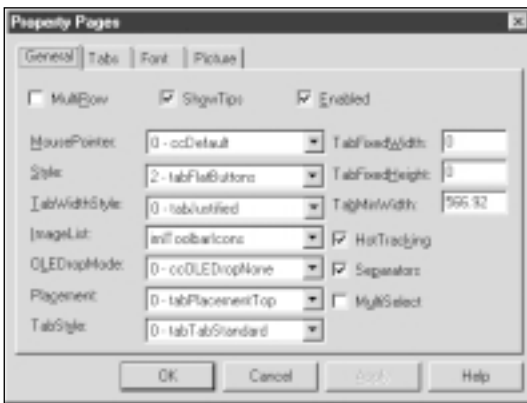 Property Pages
General Tabs Font Picture
MultiRow ShowTips Enabled
MousePointer: 0 - ccDefault TabFixedWidth: 0
Style: 2 - tabFlatButtons TabFixedHeight: 0
TabWidthStyle: 0 - tabJustified TabMinWidth: 566.92
ImageList: imlToolbarIcons HotTracking
OLEDropMode: 0 - ccOLEDropNone Separators
Placement: 0 - tabPlacementTop MultiSelect
TabStyle: 0 - tabTabStandard
OK Cancel Apply Help